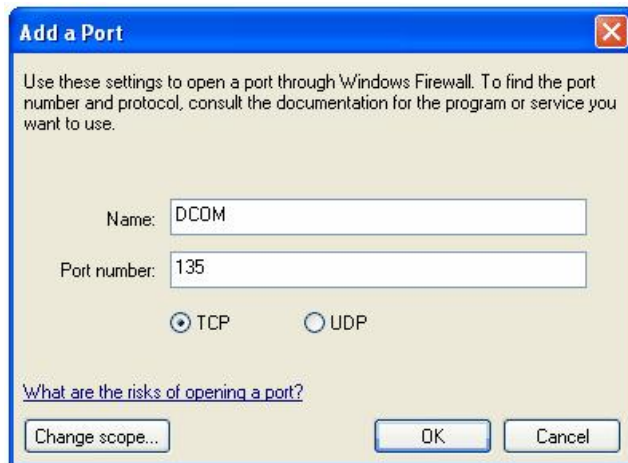 Add a Port
Use these settings to open a port through Windows Firewall. To find the port
number and protocol, consult the documentation for the program or service you
want to use.
Name: DCOM
Port number: 135
TCP UDP
What are the risks of opening a port?
Change scope... OK Cancel